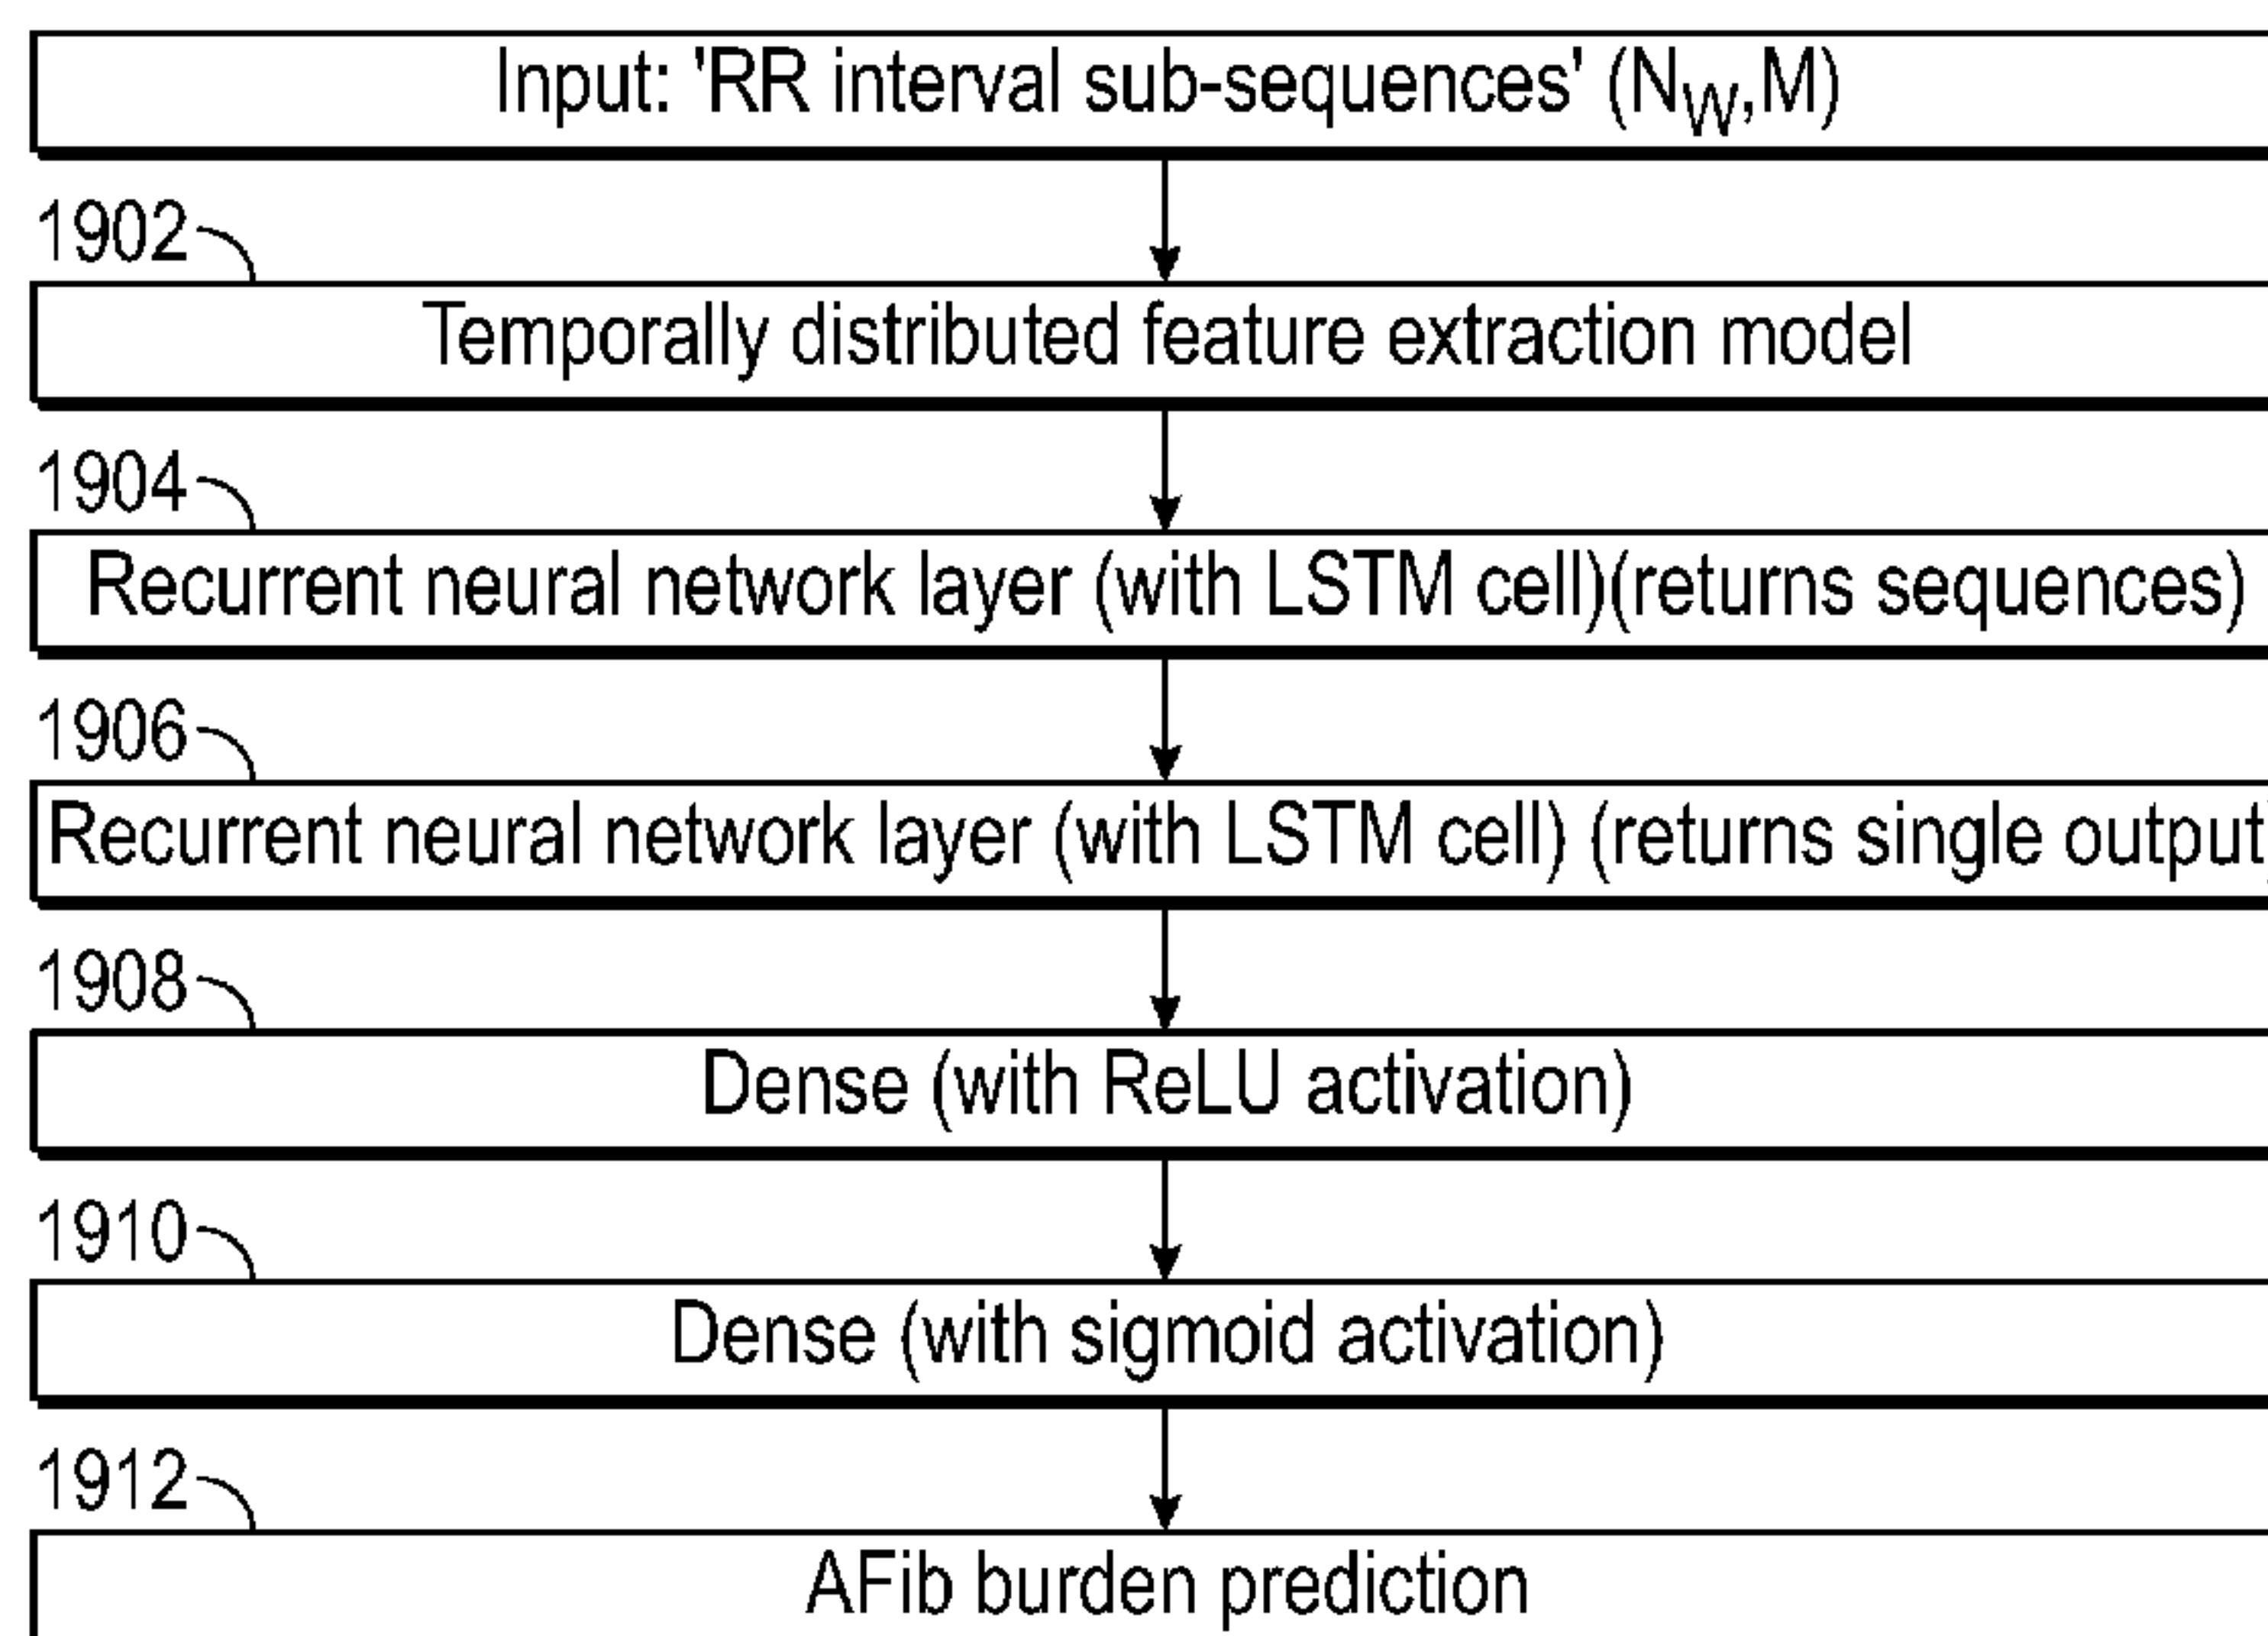 Input: 'RR interval sub-sequences' (NW,M)
1902
Temporally distributed feature extraction model
1904
Recurrent neural network layer (with LSTM cell)(returns sequences)
1906
Recurrent neural network layer (with LSTM cell) (returns single output)
1908
Dense (with ReLU activation)
1910
Dense (with sigmoid activation)
1912
AFib burden prediction